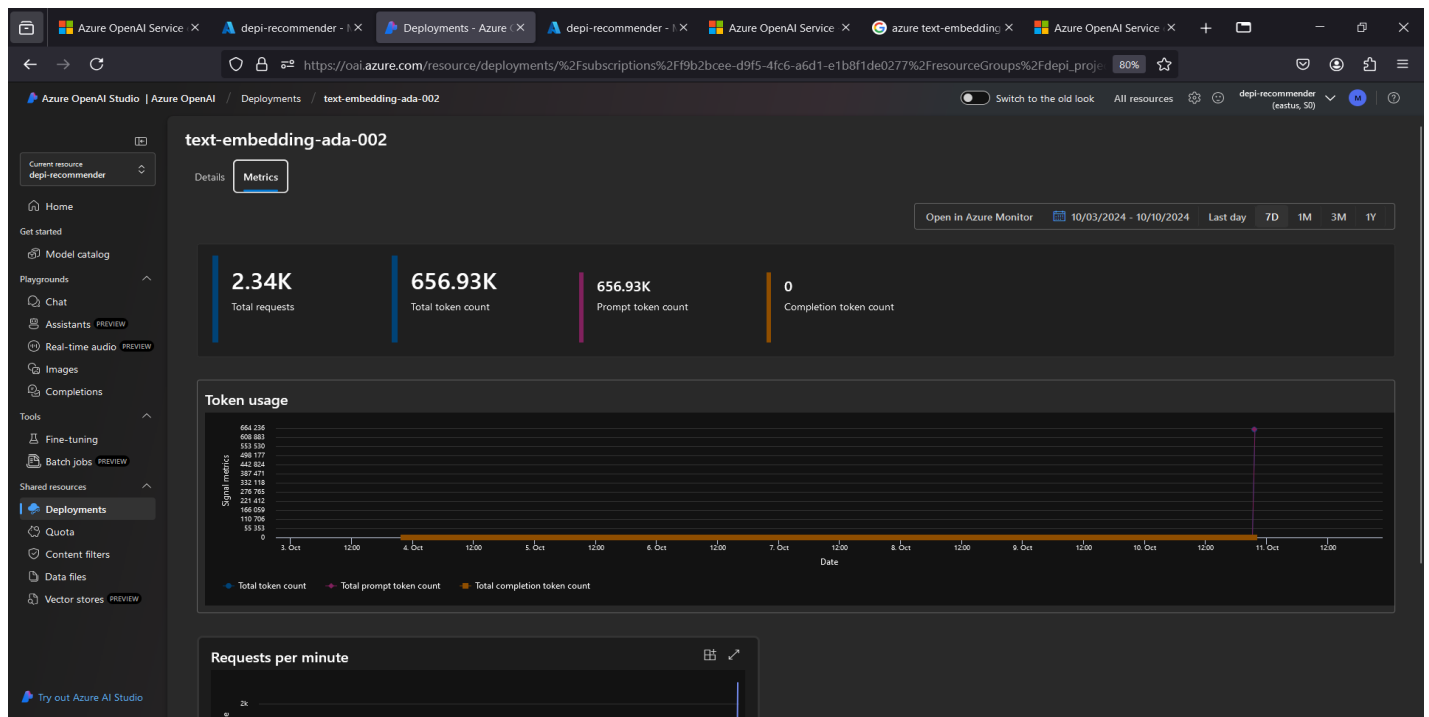 Azure OpenAI Service
depi-recommender - M
Deployments - Azure O
depi-recommender - M
Azure OpenAI Service
azure text-embedding
Azure OpenAI Service
https://oai.azure.com/resource/deployments/%2Fsubscriptions%2Ff9b2bcee-d9f5-4fc6-a6d1-e1b8f1de0277%2FresourceGroups%2Fdepi_proje
80%
Azure OpenAI Studio | Azure OpenAI / Deployments / text-embedding-ada-002
Switch to the old look
All resources
depi-recommender
(eastus, S0)
M
Current resource
depi-recommender
Home
Get started
Model catalog
Playgrounds
Chat
Assistants PREVIEW
Real-time audio PREVIEW
Images
Completions
Tools
Fine-tuning
Batch jobs PREVIEW
Shared resources
Deployments
Quota
Content filters
Data files
Vector stores PREVIEW
Try out Azure AI Studio
text-embedding-ada-002
Details
Metrics
Open in Azure Monitor
10/03/2024 - 10/10/2024
Last day
7D
1M
3M
1Y
2.34K
Total requests
656.93K
Total token count
656.93K
Prompt token count
0
Completion token count
Token usage
Signal metrics
664 236
608 883
553 530
498 177
442 824
387 471
332 118
276 765
221 412
166 059
110 706
55 353
0
3. Oct 12:00 4. Oct 12:00 5. Oct 12:00 6. Oct 12:00 7. Oct 12:00 8. Oct 12:00 9. Oct 12:00 10. Oct 12:00 11. Oct 12:00
Date
Total token count
Total prompt token count
Total completion token count
Requests per minute
2k